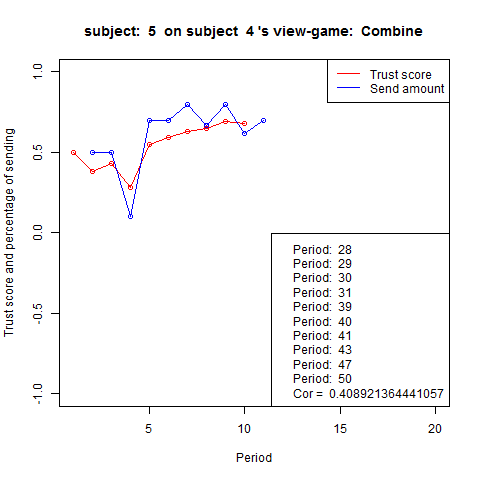 subject: 5 on subject 4 's view-game: Combine
Trust score
Send amount
1.0
0.5
0.0
-0.5
-1.0
Trust score and percentage of sending
Period: 28
Period: 29
Period: 30
Period: 31
Period: 39
Period: 40
Period: 41
Period: 43
Period: 47
Period: 50
Cor = 0.408921364441057
5 10 15 20
Period